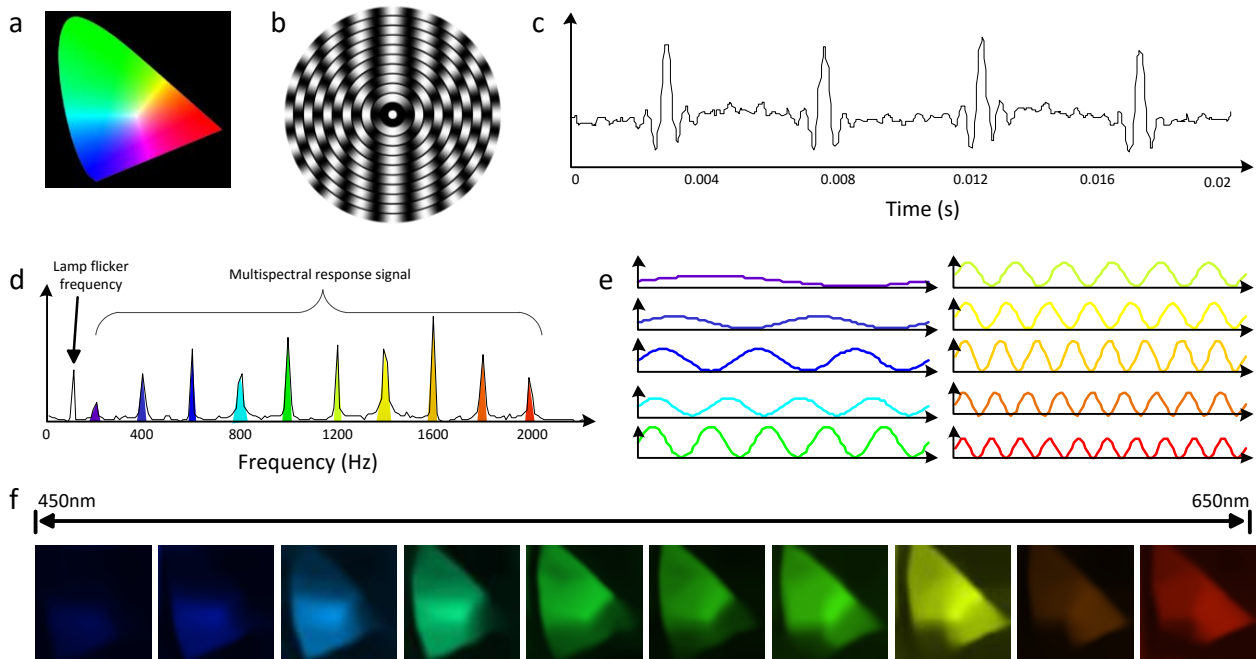 a
b
c
0
0.004
0.008
0.012
0.016
0.02
Time (s)
d
Lamp flicker
frequency
Multispectral response signal
0
400
800
1200
1600
2000
Frequency (Hz)
e
f
450nm
650nm